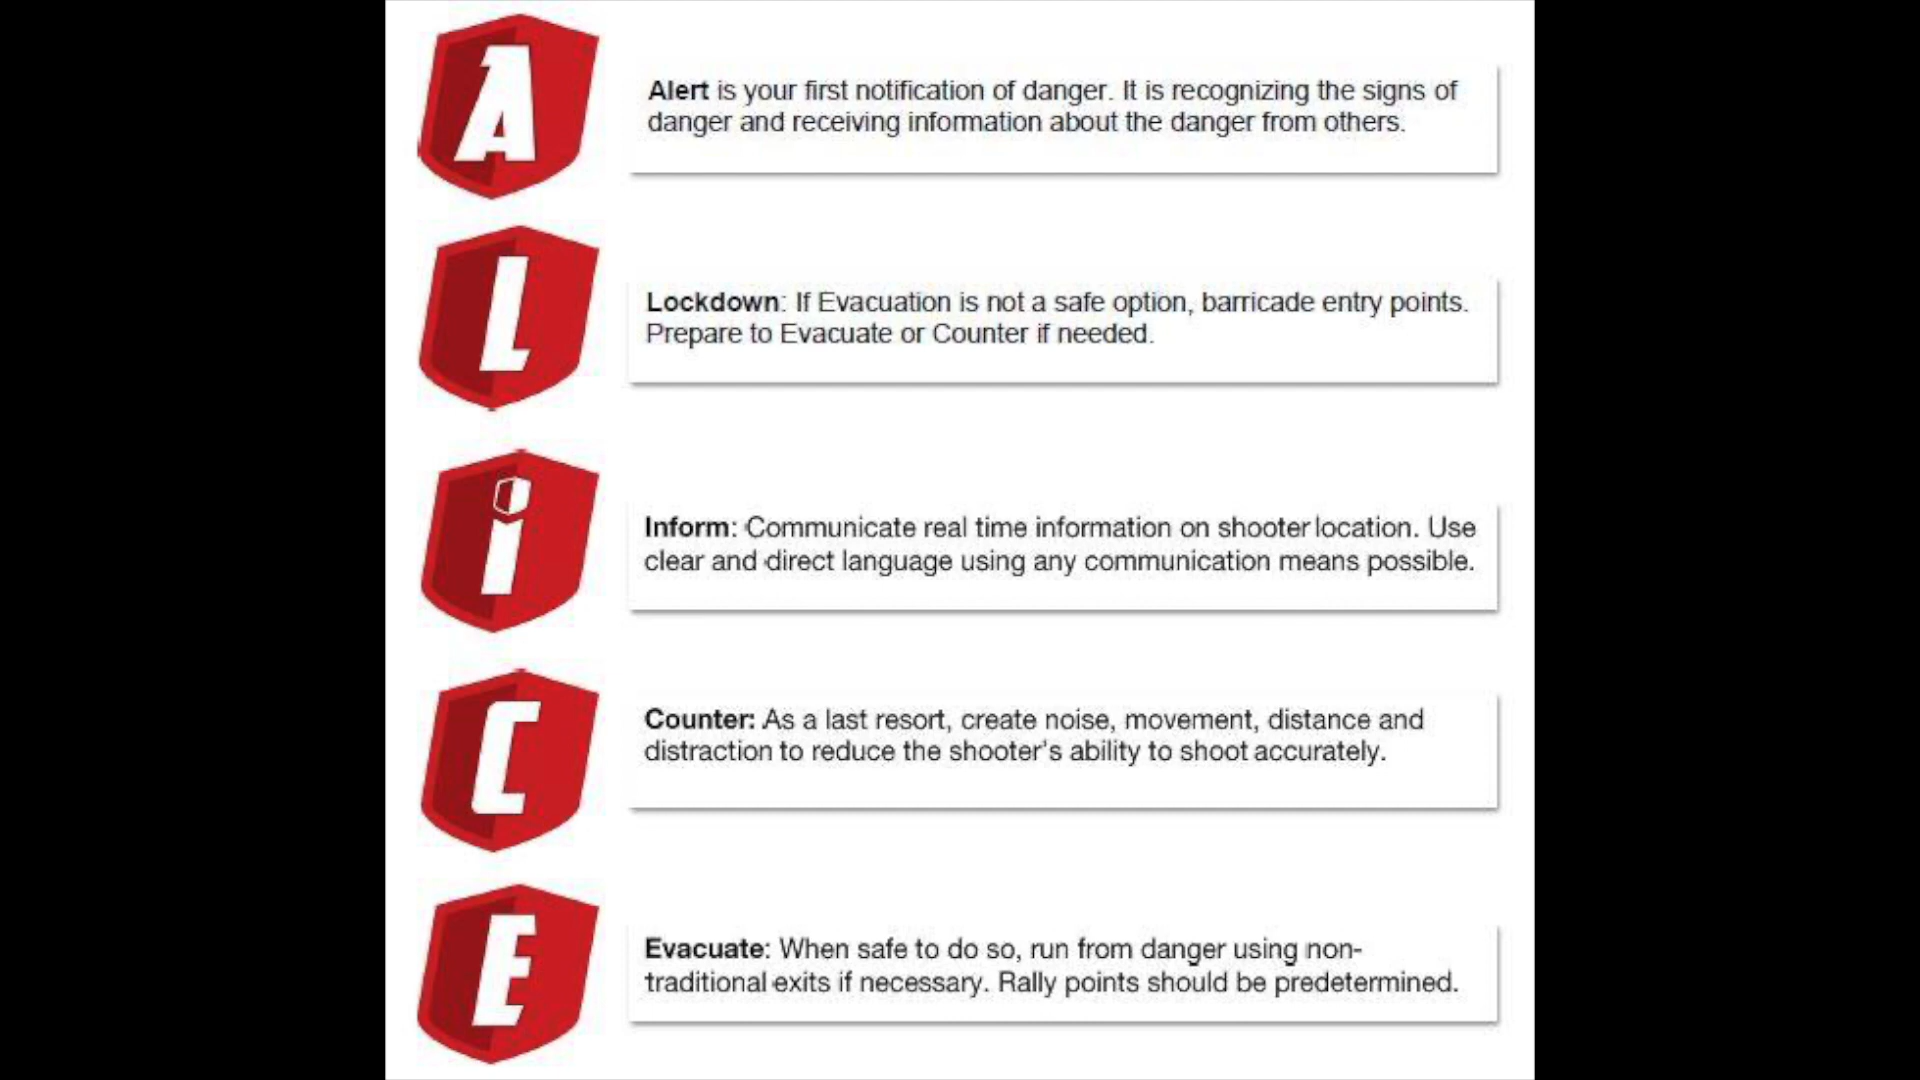 A
Alert is your first notification of danger. It is recognizing the signs of
danger and receiving information about the danger from others.
L
Lockdown: If Evacuation is not a safe option, barricade entry points.
Prepare to Evacuate or Counter if needed.
i
Inform: Communicate real time information on shooter location. Use
clear and direct language using any communication means possible.
C
Counter: As a last resort, create noise, movement, distance and
distraction to reduce the shooter's ability to shoot accurately.
E
Evacuate: When safe to do so, run from danger using non-
traditional exits if necessary. Rally points should be predetermined.